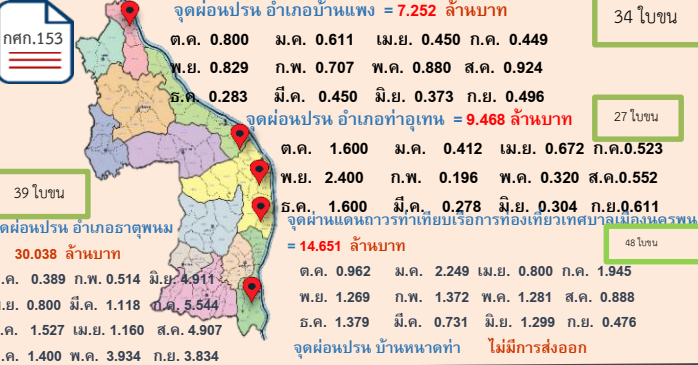 กศก.153
จุดผ่อนปรน อำเภอบ้านแพง = 7.252 ล้านบาท
34 ใบขน
ต.ค. 0.800 ม.ค. 0.611 เม.ย. 0.450 ก.ค. 0.449
พ.ย. 0.829 ก.พ. 0.707 พ.ค. 0.880 ส.ค. 0.924
ธ.ค. 0.283 มี.ค. 0.450 มิ.ย. 0.373 ก.ย. 0.496
จุดผ่อนปรน อำเภอท่าอุเทน = 9.468 ล้านบาท
27 ใบขน
ต.ค. 1.600 ม.ค. 0.412 เม.ย. 0.672 ก.ค.0.523
พ.ย. 2.400 ก.พ. 0.196 พ.ค. 0.320 ส.ค.0.552
ธ.ค. 1.600 มี.ค. 0.278 มิ.ย. 0.304 ก.ย.0.611
39 ใบขน
ดผ่อนปรน อำเภอธาตุพนม
30.038 ล้านบาท
.ค. 0.389 ก.พ. 0.514 มิ.ย. 4.911
.ย. 0.800 มี.ค. 1.118 ก.ค. 5.544
.ค. 1.527 เม.ย. 1.160 ส.ค. 4.907
.ค. 1.400 พ.ค. 3.934 ก.ย. 3.834
จุดผ่านแดนถาวรท่าเทียบเรือการท่องเที่ยวเทศบาลเมืองนครพน
= 14.651 ล้านบาท
48 ใบขน
ต.ค. 0.962 ม.ค. 2.249 เม.ย. 0.800 ก.ค. 1.945
พ.ย. 1.269 ก.พ. 1.372 พ.ค. 1.281 ส.ค. 0.888
ธ.ค. 1.379 มี.ค. 0.731 มิ.ย. 1.299 ก.ย. 0.476
จุดผ่อนปรน บ้านหนาดท่า ไม่มีการส่งออก